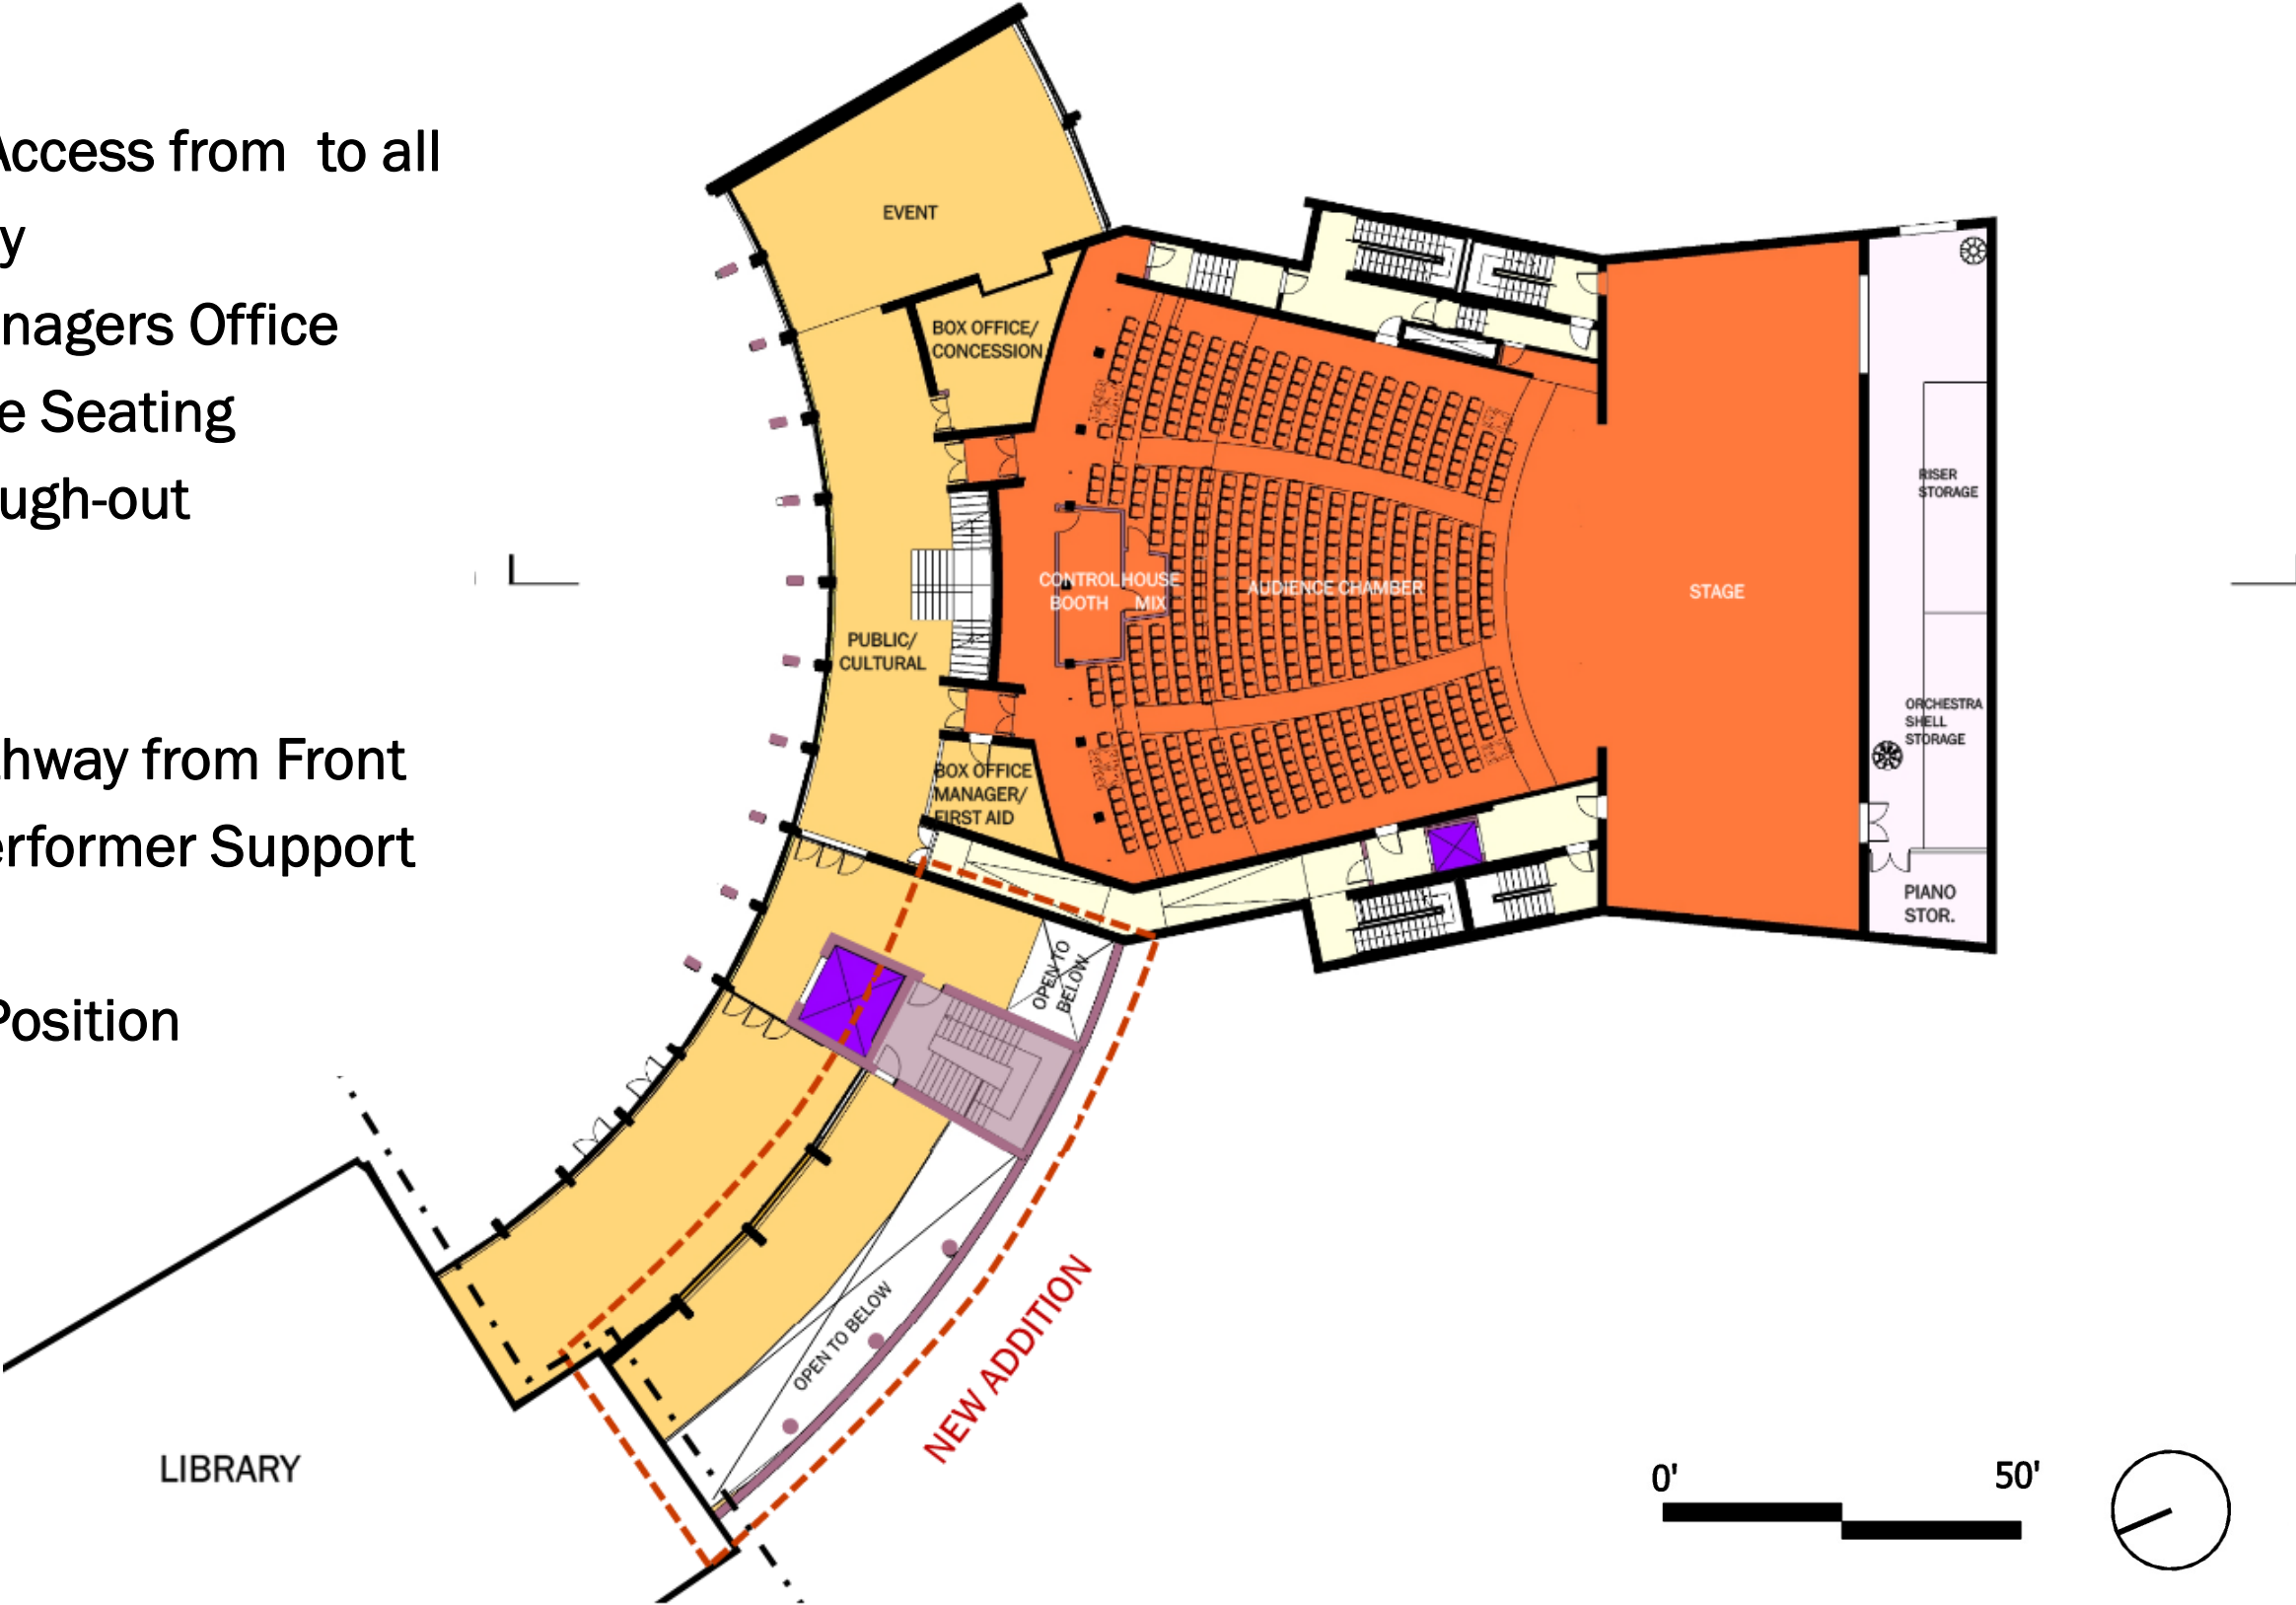 Access from  to all
y
nagers Office
e Seating
ugh-out
hway from Front
erformer Support
Position
EVENT
BOX OFFICE/
CONCESSION
PUBLIC/
CULTURAL
CONTROL
BOOTH
HOUSE
MIX
AUDIENCE CHAMBER
STAGE
RISER
STORAGE
ORCHESTRA
SHELL
STORAGE
PIANO
STOR.
BOX OFFICE
MANAGER/
FIRST AID
OPEN TO
BELOW
OPEN TO BELOW
NEW ADDITION
LIBRARY
0' 50'